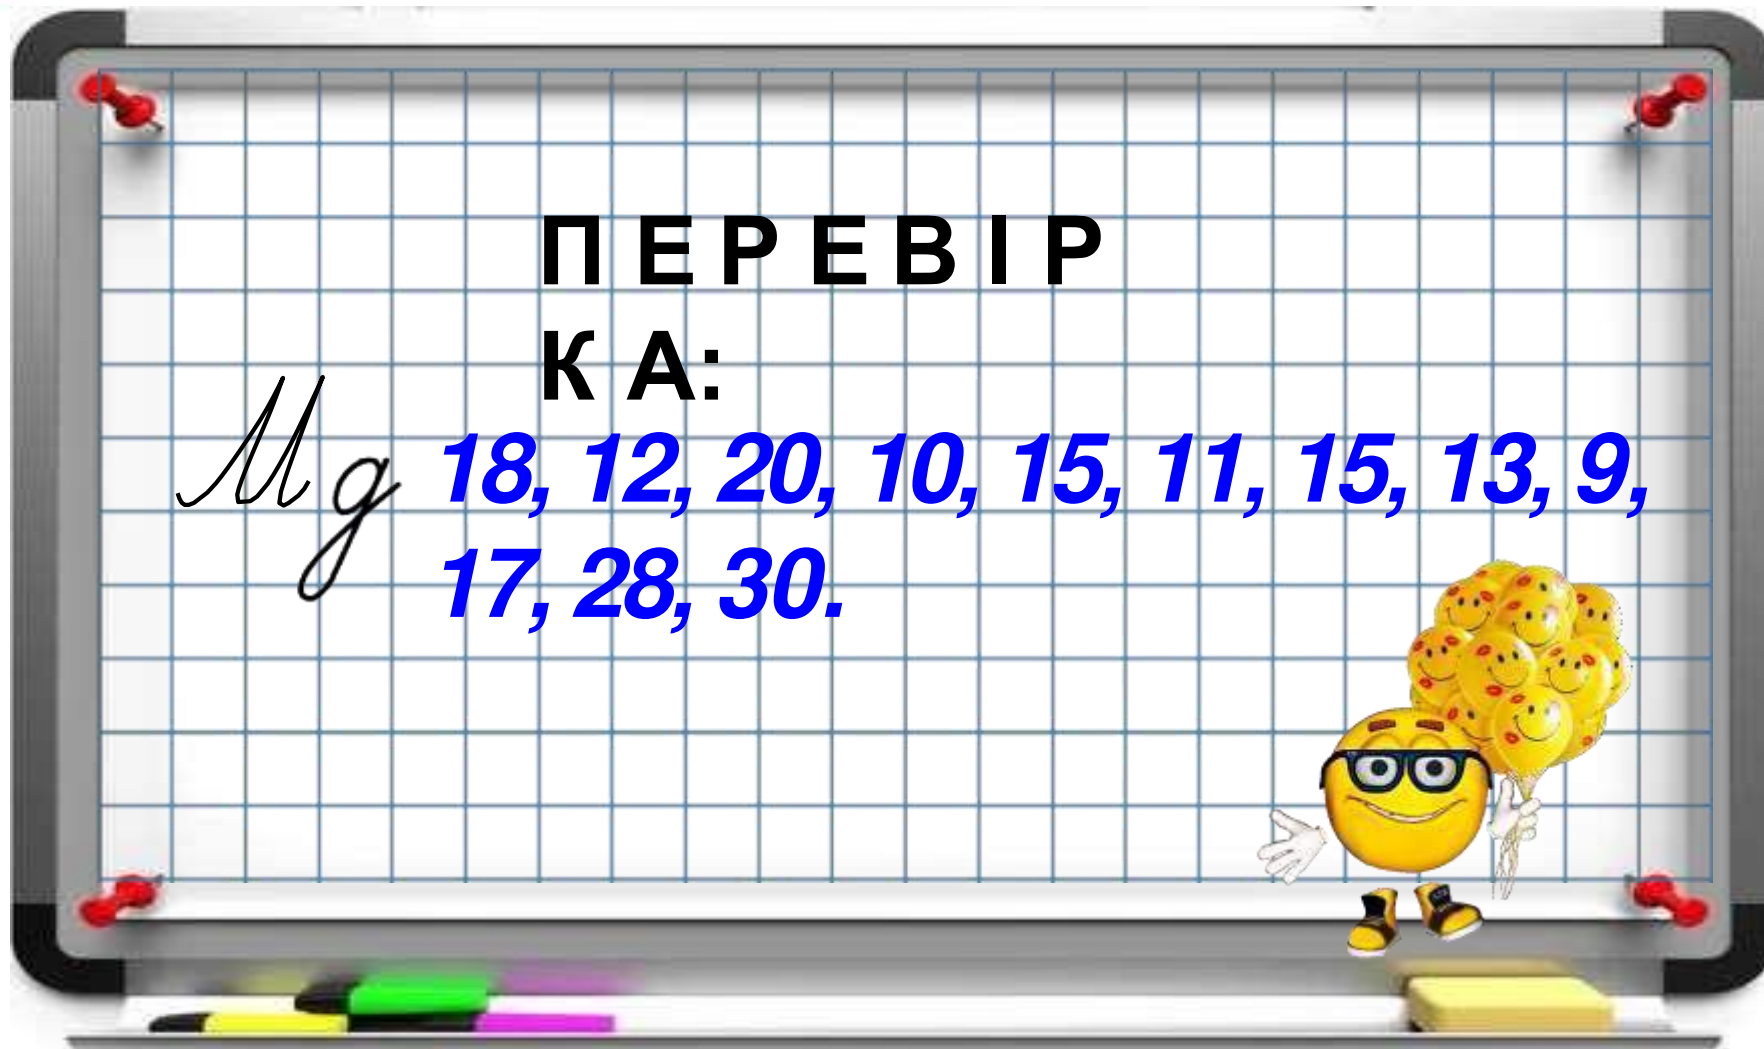 П Е Р Е В І Р
К А:
Мд 18, 12, 20, 10, 15, 11, 15, 13, 9,
17, 28, 30.